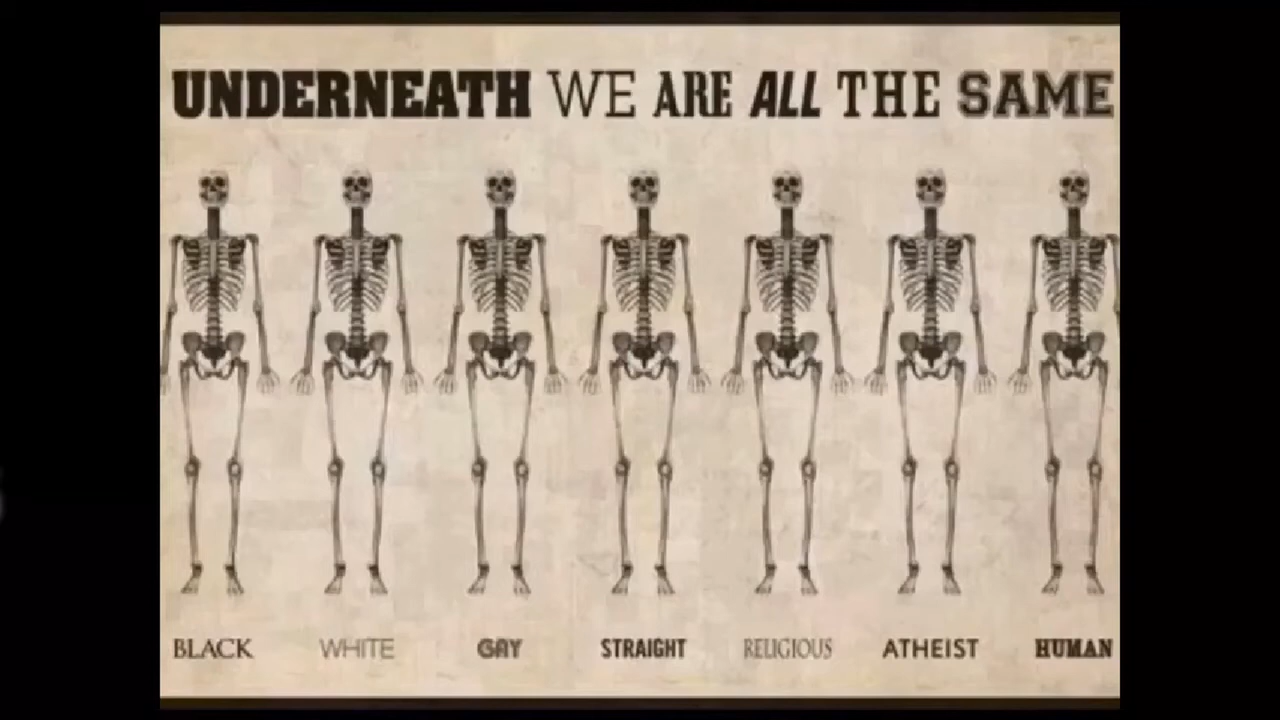 UNDERNEATH WE ARE ALL THE SAME
BLACK WHITE GAY STRAIGHT RELIGIOUS ATHEIST HUMAN